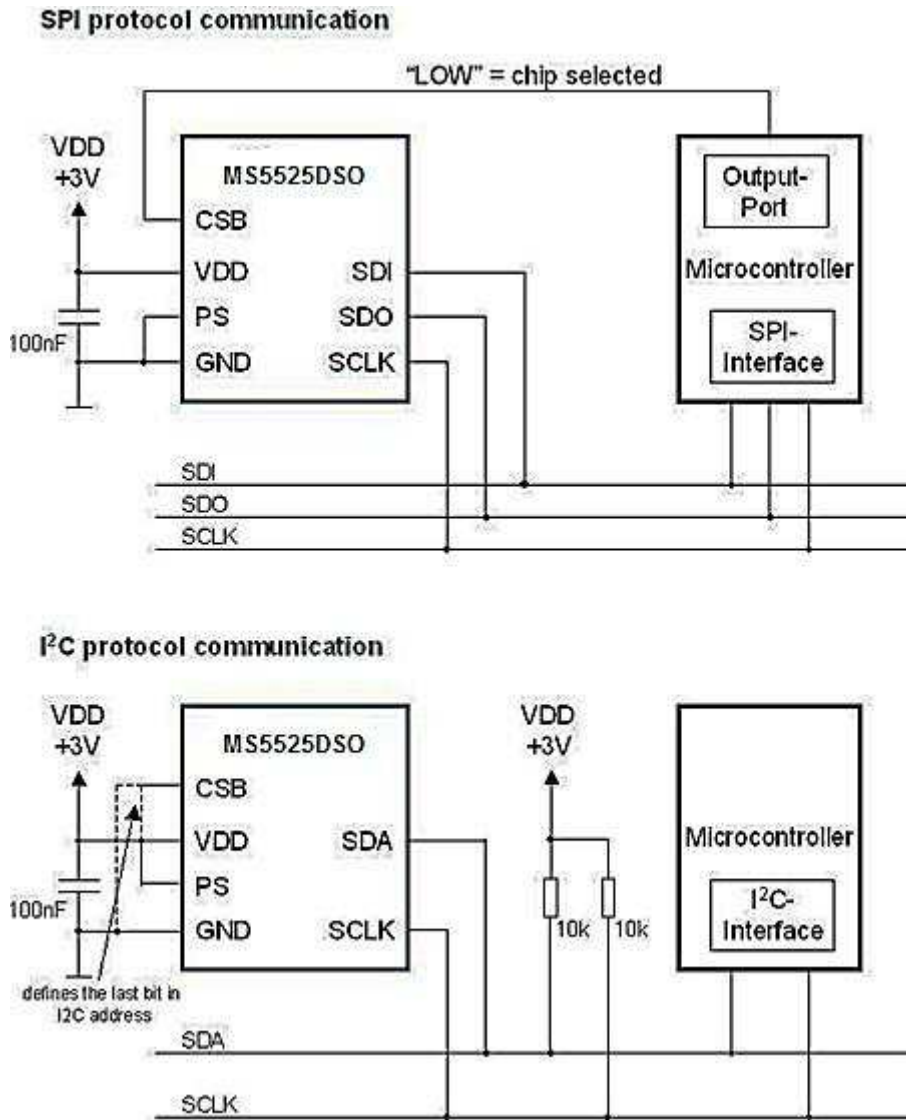 SPI protocol communication
"LOW" = chip selected
VDD
+3V
100nF
MS5525DSO
CSB
VDD
PS
GND
SDI
SDO
SCLK
Output-
Port
Microcontroller
SPI-
Interface
SDI
SDO
SCLK
I²C protocol communication
VDD
+3V
100nF
defines the last bit in
I2C address
MS5525DSO
CSB
VDD
PS
GND
SDA
SCLK
VDD
+3V
10k
10k
Microcontroller
I²C-
Interface
SDA
SCLK